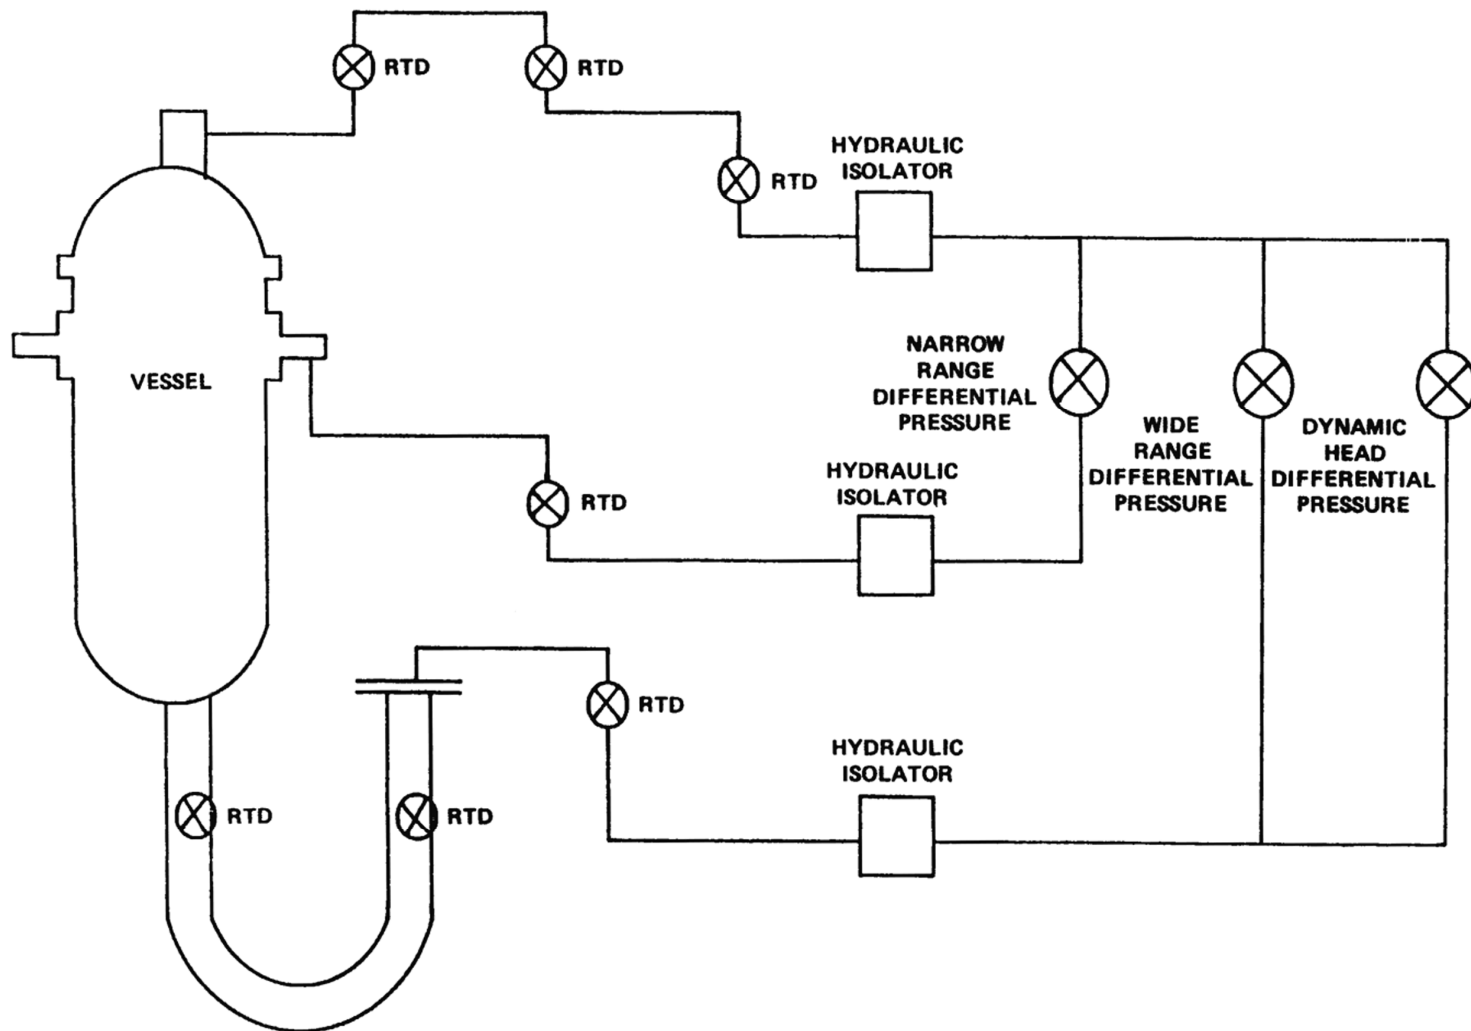 RTD
RTD
RTD
HYDRAULIC
ISOLATOR
VESSEL
NARROW
RANGE
DIFFERENTIAL
PRESSURE
WIDE
RANGE
DIFFERENTIAL
PRESSURE
DYNAMIC
HEAD
DIFFERENTIAL
PRESSURE
HYDRAULIC
ISOLATOR
RTD
RTD
HYDRAULIC
ISOLATOR
RTD
RTD